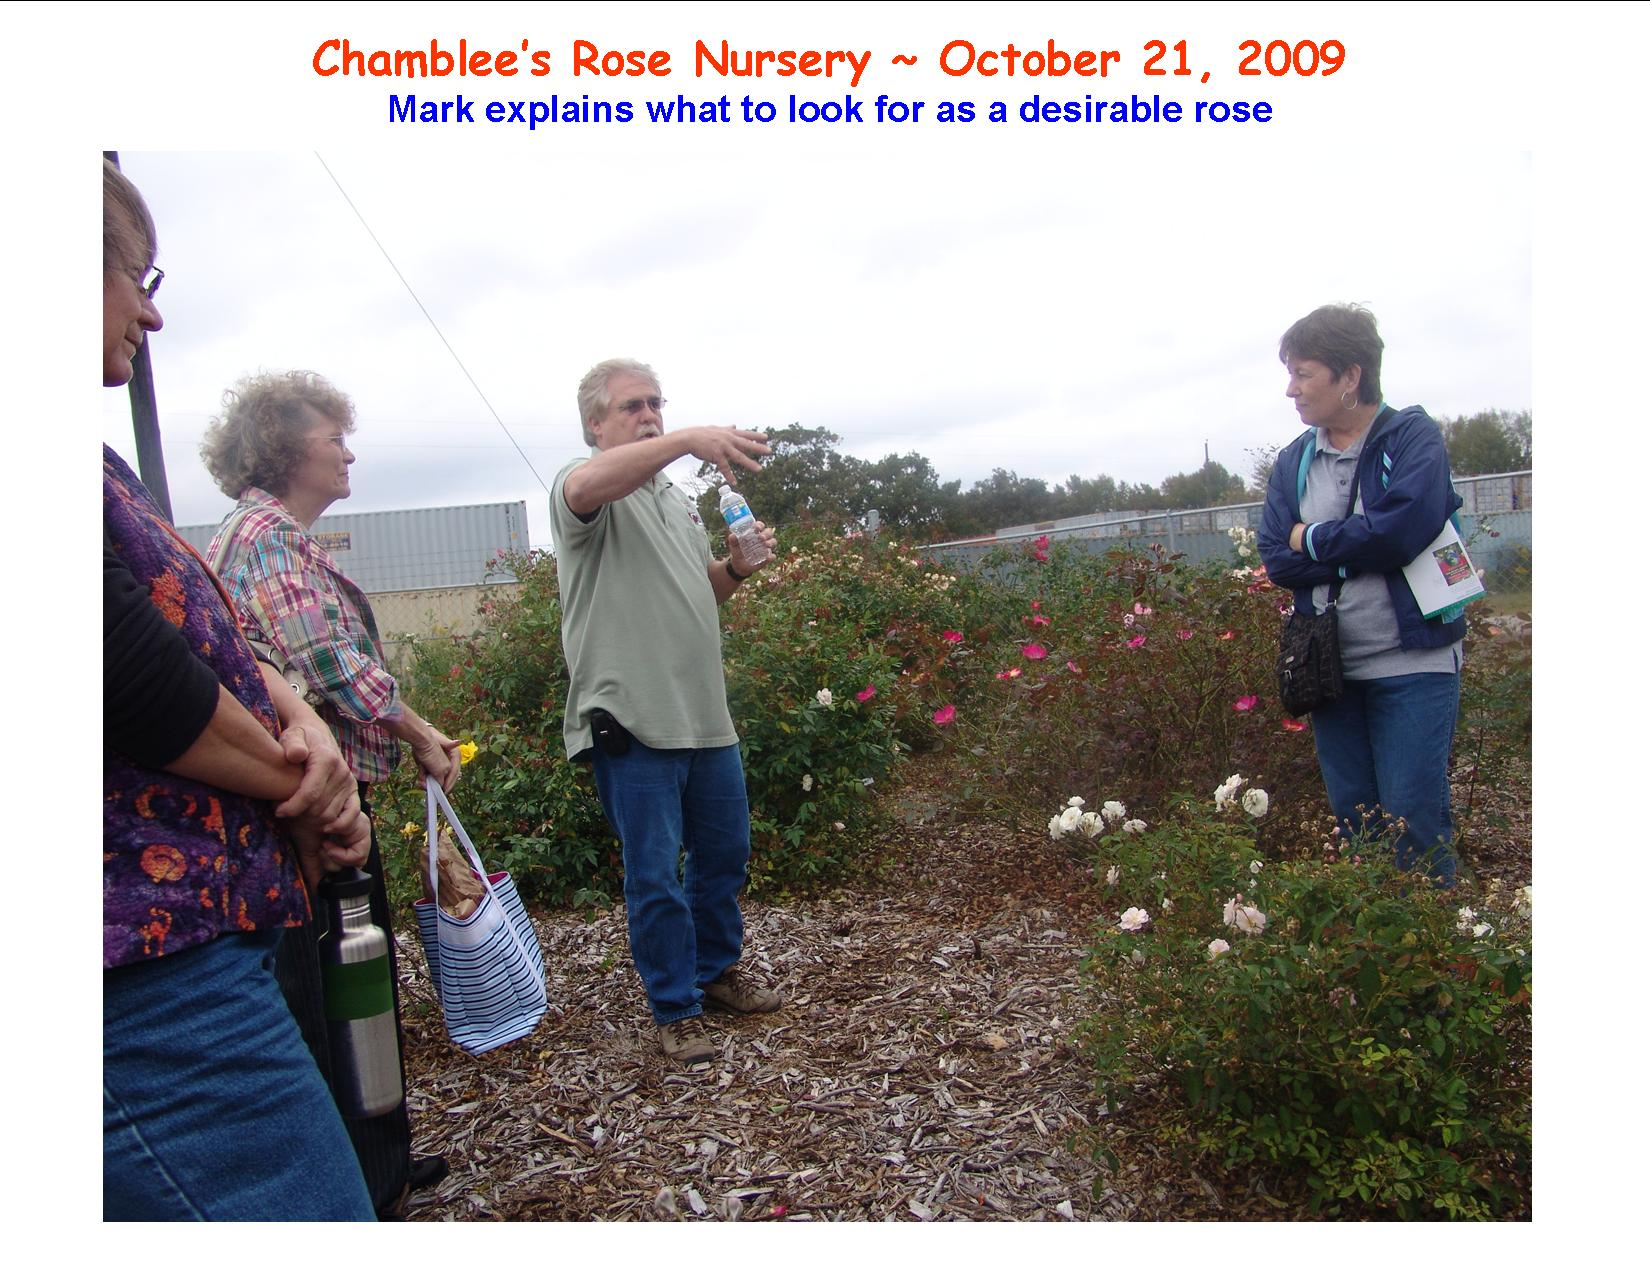 Chamblee's Rose Nursery ~ October 21, 2009
Mark explains what to look for as a desirable rose